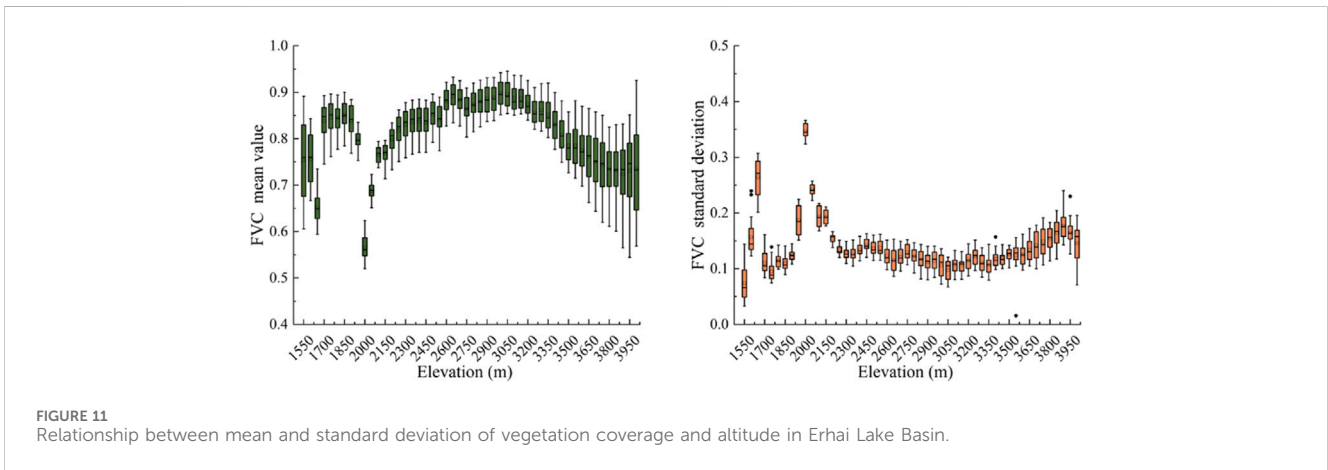 1.0
0.9
0.8
0.7
0.6
0.5
0.4
FVC mean value
1550 1700 1850 2000 2150 2300 2450 2600 2750 2900 3050 3200 3350 3500 3650 3800 3950
Elevation (m)
0.5
0.4
0.3
0.2
0.1
0.0
FVC standard deviation
1550 1700 1850 2000 2150 2300 2450 2600 2750 2900 3050 3200 3350 3500 3650 3800 3950
Elevation (m)
FIGURE 11
Relationship between mean and standard deviation of vegetation coverage and altitude in Erhai Lake Basin.